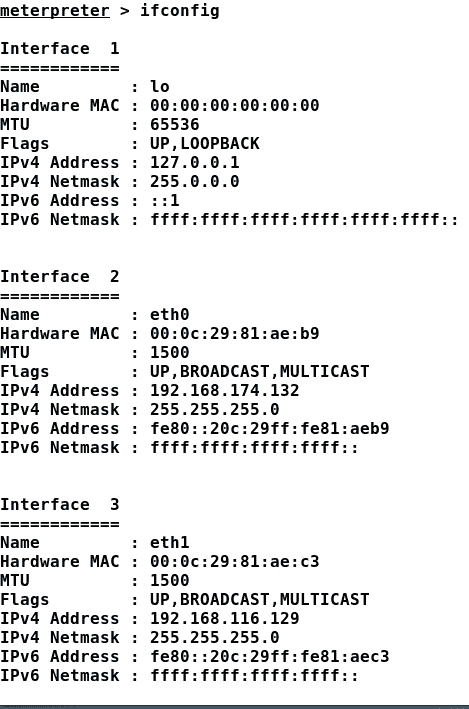 meterpreter > ifconfig
Interface  1
============
Name         : lo
Hardware MAC : 00:00:00:00:00:00
MTU          : 65536
Flags        : UP,LOOPBACK
IPv4 Address : 127.0.0.1
IPv4 Netmask : 255.0.0.0
IPv6 Address : ::1
IPv6 Netmask : ffff:ffff:ffff:ffff:ffff:ffff::
Interface  2
============
Name         : eth0
Hardware MAC : 00:0c:29:81:ae:b9
MTU          : 1500
Flags        : UP,BROADCAST,MULTICAST
IPv4 Address : 192.168.174.132
IPv4 Netmask : 255.255.255.0
IPv6 Address : fe80::20c:29ff:fe81:aeb9
IPv6 Netmask : ffff:ffff:ffff:ffff::
Interface  3
============
Name         : eth1
Hardware MAC : 00:0c:29:81:ae:c3
MTU          : 1500
Flags        : UP,BROADCAST,MULTICAST
IPv4 Address : 192.168.116.129
IPv4 Netmask : 255.255.255.0
IPv6 Address : fe80::20c:29ff:fe81:aec3
IPv6 Netmask : ffff:ffff:ffff:ffff::